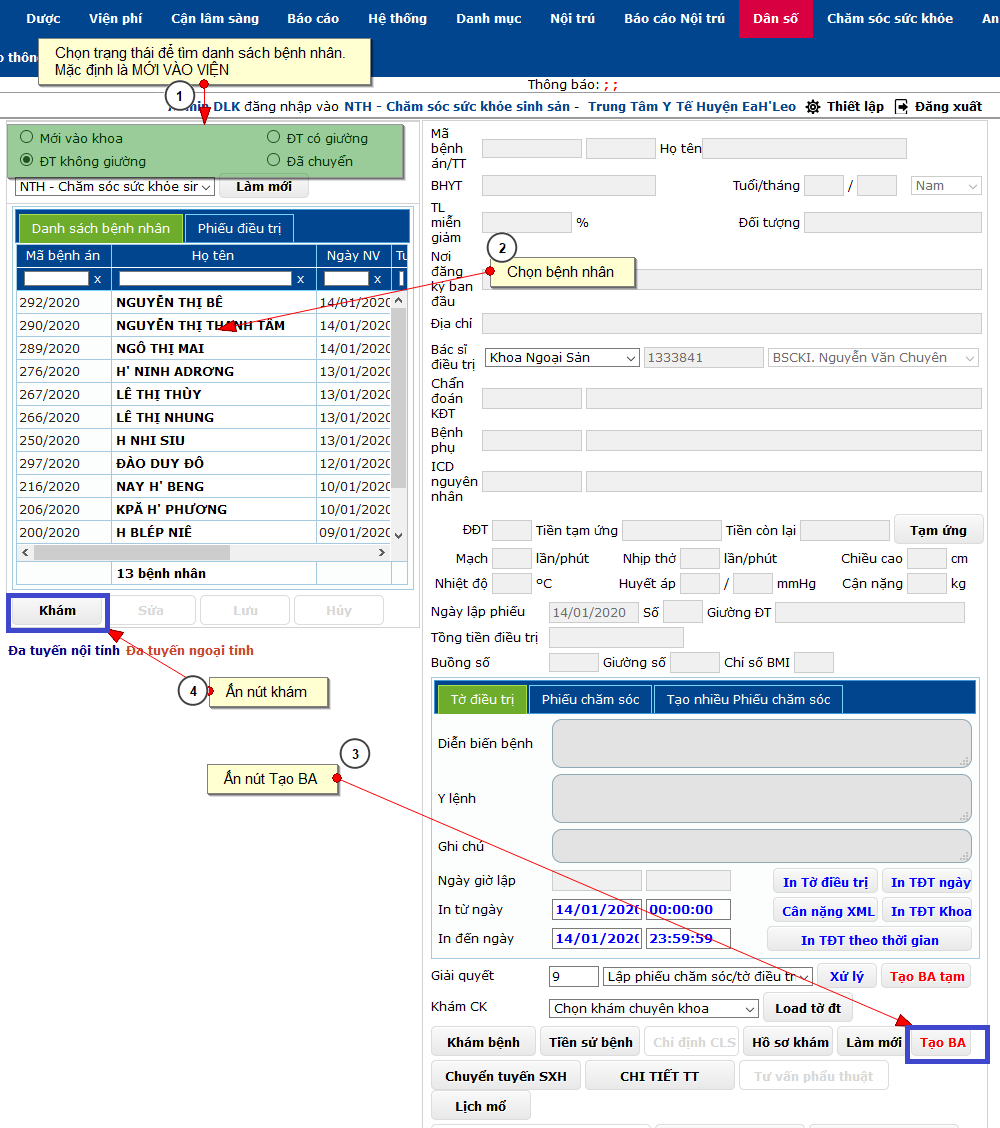 Dược Viện phí Cận lâm sàng Báo cáo Hệ thống Danh mục Nội trú Báo cáo Nội trú Dân số Chăm sóc sức khỏe An
thôn
Chọn trạng thái để tìm danh sách bệnh nhân.
Mặc định là MỚI VÀO VIỆN
Thông báo: ; ;
1
DLK đăng nhập vào NTH - Chăm sóc sức khỏe sinh sản - Trung Tâm Y Tế Huyện EaH'Leo Thiết lập Đăng xuất
Mới vào khoa ĐT có giường
ĐT không giường Đã chuyển
NTH - Chăm sóc sức khỏe sir Làm mới
Danh sách bệnh nhân Phiếu điều trị
Mã bệnh án Họ tên Ngày NV Tu
x x x
292/2020 NGUYỄN THỊ BÊ 14/01/2020
290/2020 NGUYỄN THỊ THANH TÂM 14/01/2020
289/2020 NGÔ THỊ MAI 14/01/2020
276/2020 H' NINH ADRƠNG 13/01/2020
267/2020 LÊ THỊ THÙY 13/01/2020
266/2020 LÊ THỊ NHUNG 13/01/2020
250/2020 H NHI SIU 13/01/2020
297/2020 ĐÀO DUY ĐÔ 12/01/2020
216/2020 NAY H' BENG 10/01/2020
206/2020 KPĂ H' PHƯƠNG 10/01/2020
200/2020 H BLÉP NIÊ 09/01/2020
13 bệnh nhân
Khám Sửa Lưu Hủy
Đa tuyến nội tỉnh Đa tuyến ngoại tỉnh
4
Ấn nút khám
3
Ấn nút Tạo BA
Mã
bệnh
án/TT
Họ tên
BHYT Tuổi/tháng / Nam
TL
miễn
giảm
% Đối tượng
2
Chọn bệnh nhân
Nơi
đăng
ký ban
đầu
Địa chỉ
Bác sĩ
điều trị
Khoa Ngoại Sản 1333841 BSCKI. Nguyễn Văn Chuyên
Chẩn
đoán
KĐT
Bệnh
phụ
ICD
nguyên
nhân
ĐĐT Tiền tạm ứng Tiền còn lại Tạm ứng
Mạch lần/phút Nhịp thở lần/phút Chiều cao cm
Nhiệt độ ºC Huyết áp / mmHg Cận nặng kg
Ngày lập phiếu 14/01/2020 Số Giường ĐT
Tổng tiền điều trị
Buồng số Giường số Chỉ số BMI
Tờ điều trị Phiếu chăm sóc Tạo nhiều Phiếu chăm sóc
Diễn biến bệnh
Y lệnh
Ghi chú
Ngày giờ lập In Tờ điều trị In TĐT ngày
In từ ngày 14/01/2020 00:00:00 Cân nặng XML In TĐT Khoa
In đến ngày 14/01/2020 23:59:59 In TĐT theo thời gian
Giải quyết 9 Lập phiếu chăm sóc/tờ điều tr Xử lý Tạo BA tạm
Khám CK Chọn khám chuyên khoa Load tờ đt
Khám bệnh Tiền sử bệnh Chỉ định CLS Hồ sơ khám Làm mới Tạo BA
Chuyển tuyến SXH CHI TIẾT TT Tư vấn phẩu thuật
Lịch mổ